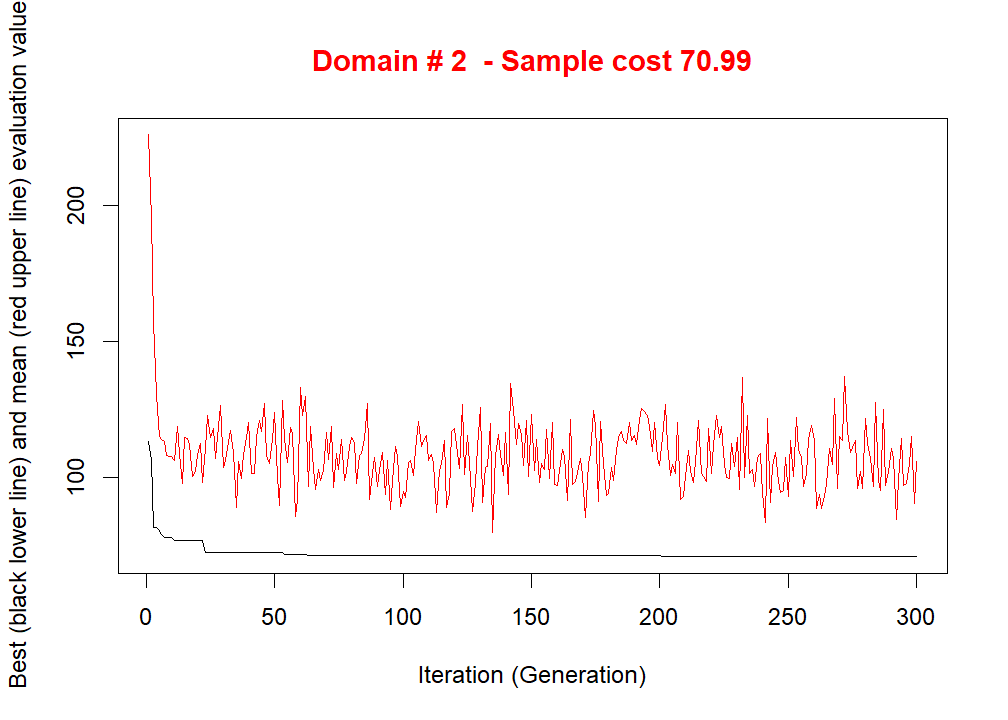 Domain # 2  - Sample cost 70.99
Best (black lower line) and mean (red upper line) evaluation value
200
150
100
0 50 100 150 200 250 300
Iteration (Generation)